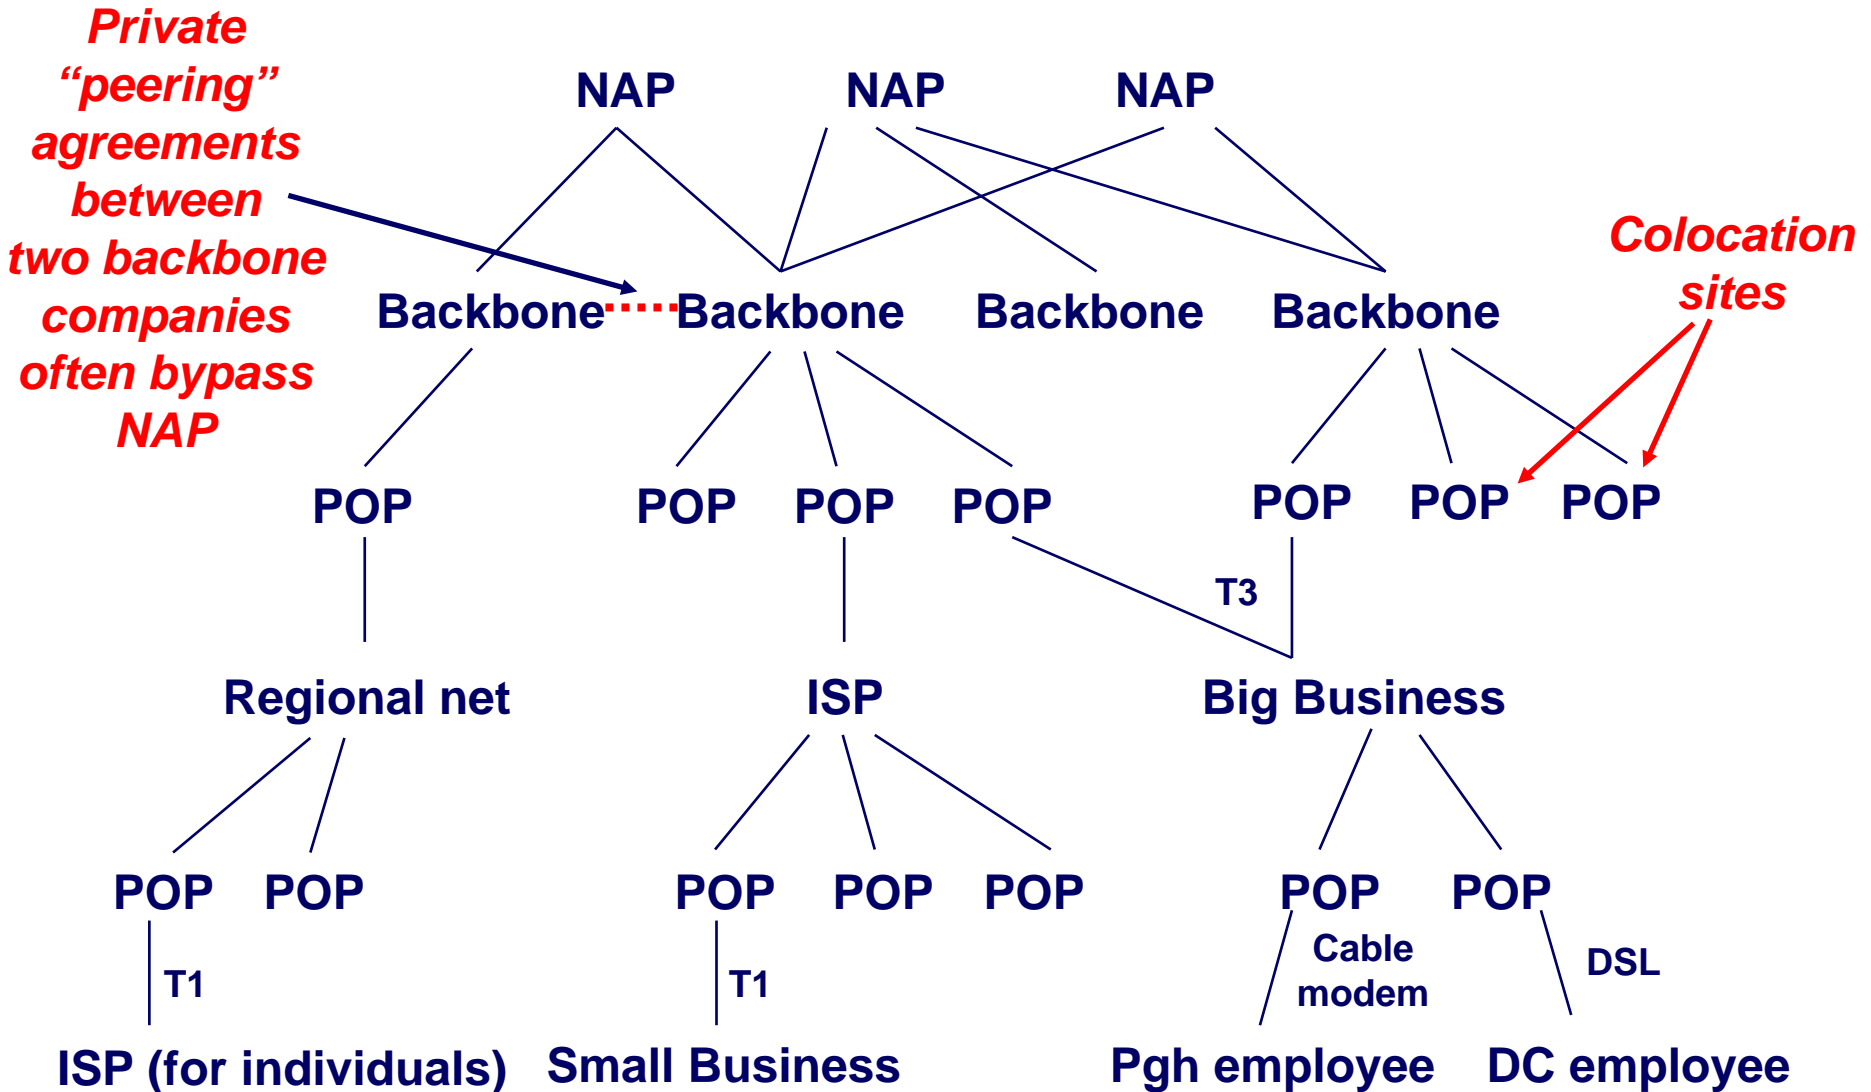 Private
“peering”
agreements
between
two backbone
companies
often bypass
NAP
NAP NAP NAP
Colocation
sites
Backbone Backbone Backbone Backbone
POP POP POP POP POP POP POP
T3
Regional net ISP Big Business
POP POP POP POP POP POP POP
T1 T1 Cable
modem
DSL
ISP (for individuals) Small Business Pgh employee DC employee